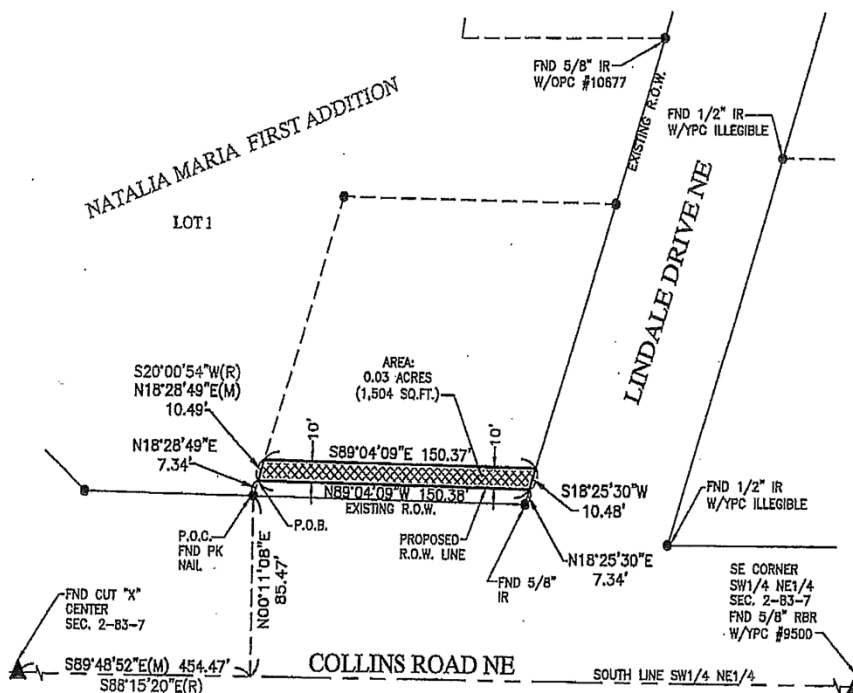 FND 5/8" IR
W/OPC #10677
FND 1/2" IR
W/YPC ILLEGIBLE
EXISTING R.O.W.
NATALIA MARIA FIRST ADDITION
LOT 1
LINDALE DRIVE NE
S20°00'54"W(R)
N18°28'49"E(M)
10.49'
AREA:
0.03 ACRES
(1,504 SQ.FT.)
10'
10'
N18°28'49"E
7.34'
S89°04'09"E 150.37'
N89°04'09"W 150.38'
EXISTING R.O.W.
S18°25'30"W
10.48'
FND 1/2" IR
W/YPC ILLEGIBLE
P.O.C.
FND PK
NAIL
P.O.B.
PROPOSED
R.O.W. LINE
N18°25'30"E
7.34'
FND 5/8"
IR
N00°11'08"E
85.47'
SE CORNER
SW1/4 NE1/4
SEC. 2-83-7
FND 5/8" RBR
W/YPC #9500
FND CUT "X"
CENTER
SEC. 2-83-7
S89°48'52"E(M) 454.47'
S88°15'20"E(R)
COLLINS ROAD NE
SOUTH LINE SW1/4 NE1/4